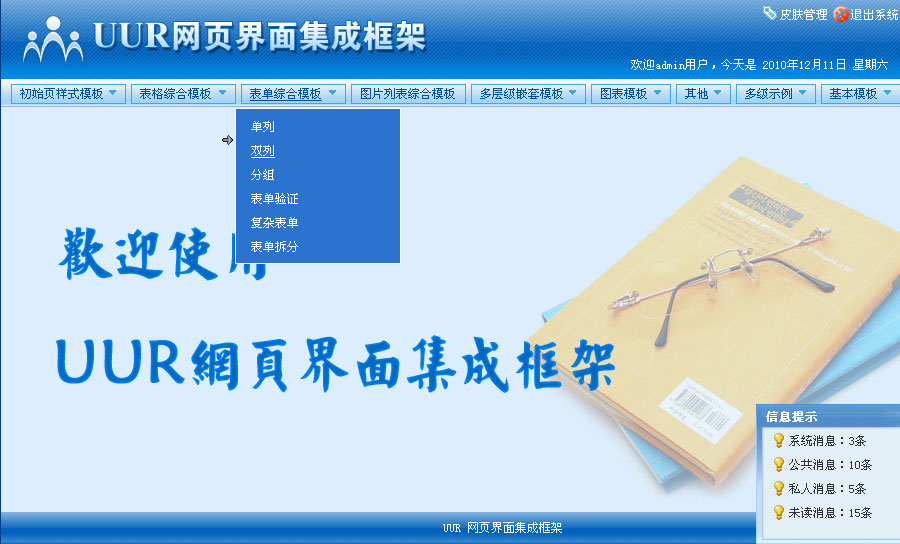 UUR网页界面集成框架
皮肤管理 退出系统
欢迎admin用户，今天是 2010年12月11日 星期六
初始页样式模板 表格综合模板 表单综合模板 图片列表综合模板 多层级嵌套模板 图表模板 其他 多级示例 基本模板
单列
双列
分组
表单验证
复杂表单
表单拆分
歡迎使用
UUR網頁界面集成框架
信息提示
系统消息：3条
公共消息：10条
私人消息：5条
未读消息：15条
UUR 网页界面集成框架